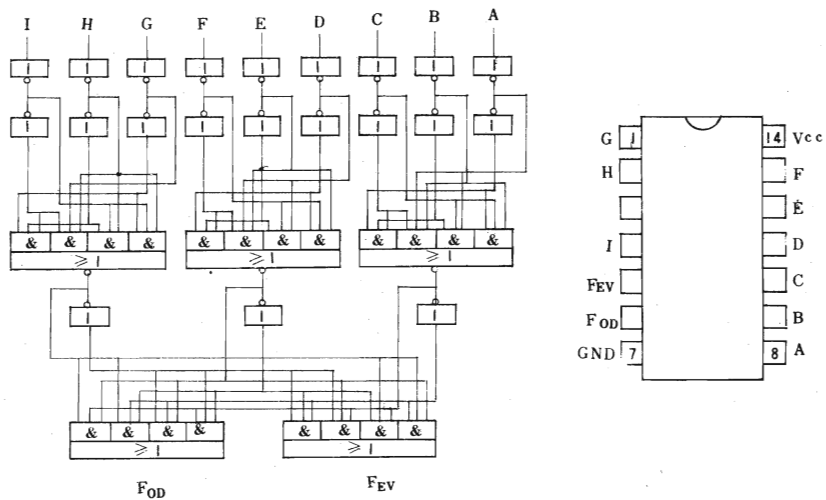 I H G F E D C B A
1 1 1 1 1 1 1 1 1
1 1 1 1 1 1 1 1 1
& & & & & & & & & & & &
≥1 ≥1 ≥1
1 1 1
& & & & & & & &
≥1 ≥1
FOD FEV
G 1 14 Vcc
H F
E
I D
FEV C
FOD B
GND 7 8 A